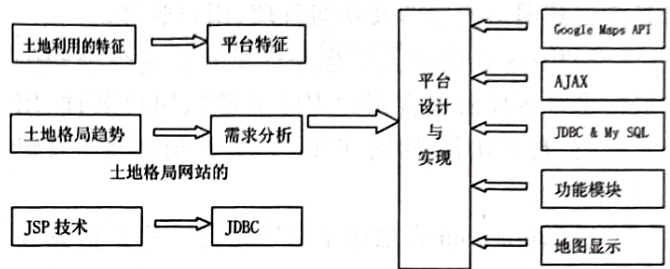 土地利用的特征
平台特征
土地格局趋势
需求分析
土地格局网站的
JSP 技术
JDBC
平台
设计
与
实现
Google Maps API
AJAX
JDBC & My SQL
功能模块
地图显示